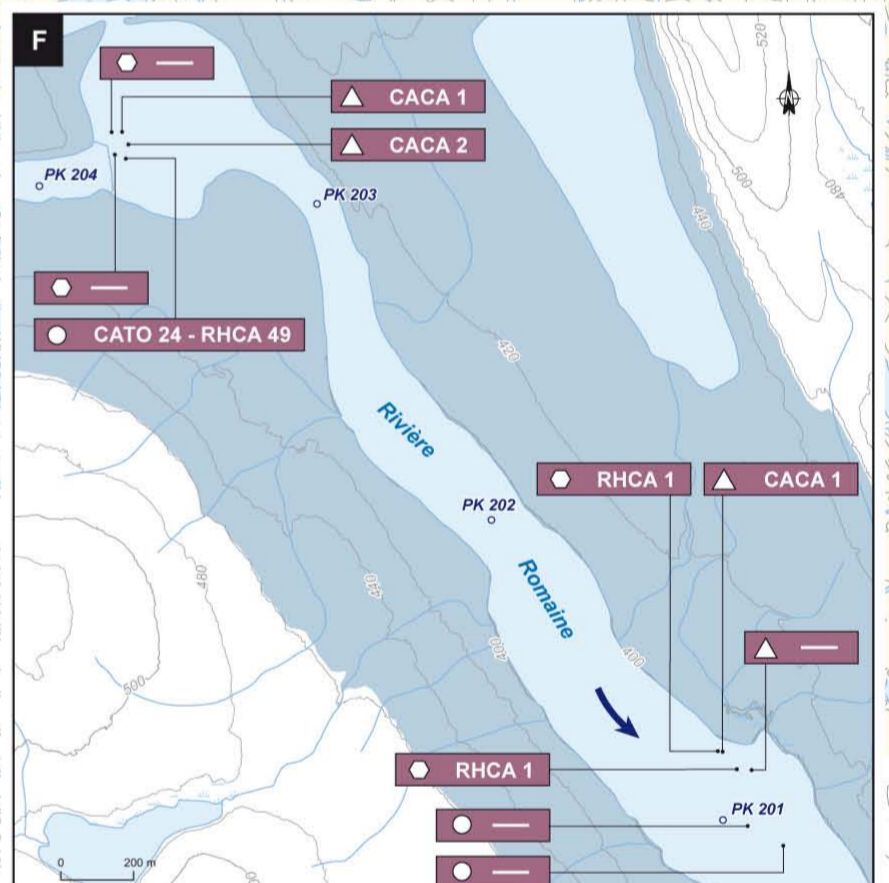 F
520
CACA 1
CACA 2
PK 204
PK 203
500
480
440
CATO 24 - RHCA 49
420
Rivière
RHCA 1
CACA 1
PK 202
480
440
Romaine
400
400
500
RHCA 1
PK 201
0 200 m